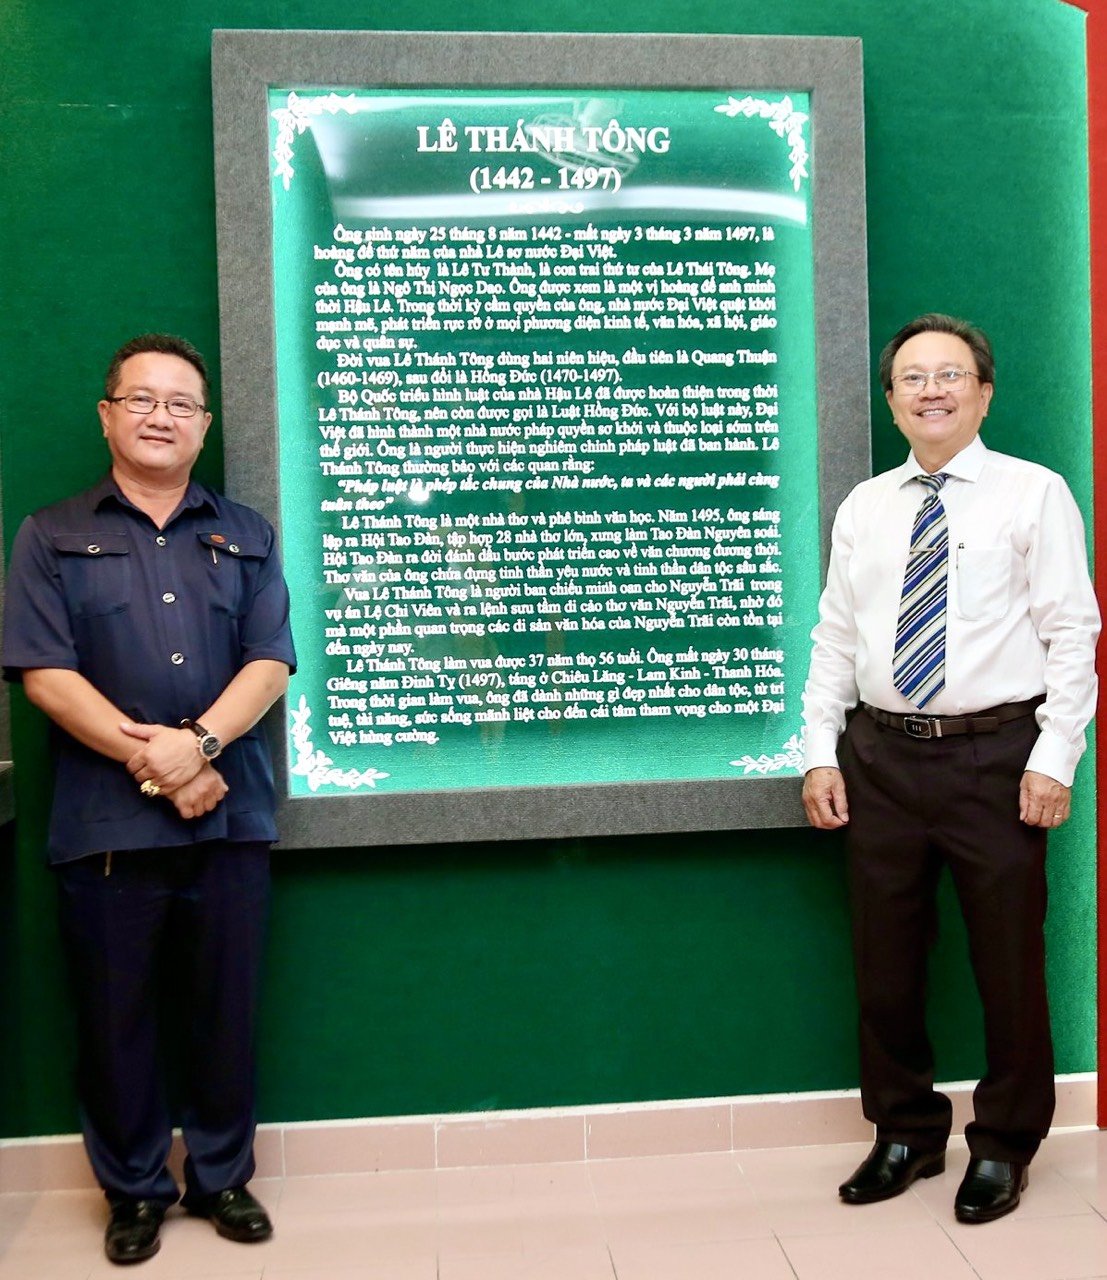 LÊ THÁNH TÔNG
(1442 - 1497)
Ông sinh ngày 25 tháng 8 năm 1442 - mất ngày 3 tháng 3 năm 1497, là
hoàng đế thứ năm của nhà Lê sơ nước Đại Việt.
Ông có tên húy là Lê Tư Thành, là con trai thứ tư của Lê Thái Tông. Mẹ
của ông là Ngô Thị Ngọc Dao. Ông được xem là một vị hoàng đế anh minh
thời Hậu Lê. Trong thời kỳ cầm quyền của ông, nhà nước Đại Việt quật khởi
mạnh mẽ, phát triển rực rỡ ở mọi phương diện kinh tế, văn hóa, xã hội, giáo
dục và quân sự.
Đời vua Lê Thánh Tông dùng hai niên hiệu, đầu tiên là Quang Thuận
(1460-1469), sau đổi là Hồng Đức (1470-1497).
Bộ Quốc triều hình luật của nhà Hậu Lê đã được hoàn thiện trong thời
Lê Thánh Tông, nên còn được gọi là Luật Hồng Đức. Với bộ luật này, Đại
Việt đã hình thành một nhà nước pháp quyền sơ khởi và thuộc loại sớm trên
thế giới. Ông là người thực hiện nghiêm chỉnh pháp luật đã ban hành. Lê
Thánh Tông thường bảo với các quan rằng:
"Pháp luật là phép tắc chung của Nhà nước, ta và các người phải cùng
tuân theo"
Lê Thánh Tông là một nhà thơ và phê bình văn học. Năm 1495, ông sáng
lập ra Hội Tao Đàn, tập hợp 28 nhà thơ lớn, xưng làm Tao Đàn Nguyên soái.
Hội Tao Đàn ra đời đánh dấu bước phát triển cao về văn chương đương thời.
Thơ văn của ông chứa đựng tinh thần yêu nước và tinh thần dân tộc sâu sắc.
Vua Lê Thánh Tông là người ban chiếu minh oan cho Nguyễn Trãi trong
vụ án Lệ Chi Viên và ra lệnh sưu tầm di cảo thơ văn Nguyễn Trãi, nhờ đó
mà một phần quan trọng các di sản văn hóa của Nguyễn Trãi còn tồn tại
đến ngày nay.
Lê Thánh Tông làm vua được 37 năm thọ 56 tuổi. Ông mất ngày 30 tháng
Giêng năm Đinh Tỵ (1497), táng ở Chiêu Lăng - Lam Kinh - Thanh Hóa.
Trong thời gian làm vua, ông đã dành những gì đẹp nhất cho dân tộc, từ trí
tuệ, tài năng, sức sống mãnh liệt cho đến cái tâm tham vọng cho một Đại
Việt hùng cường.